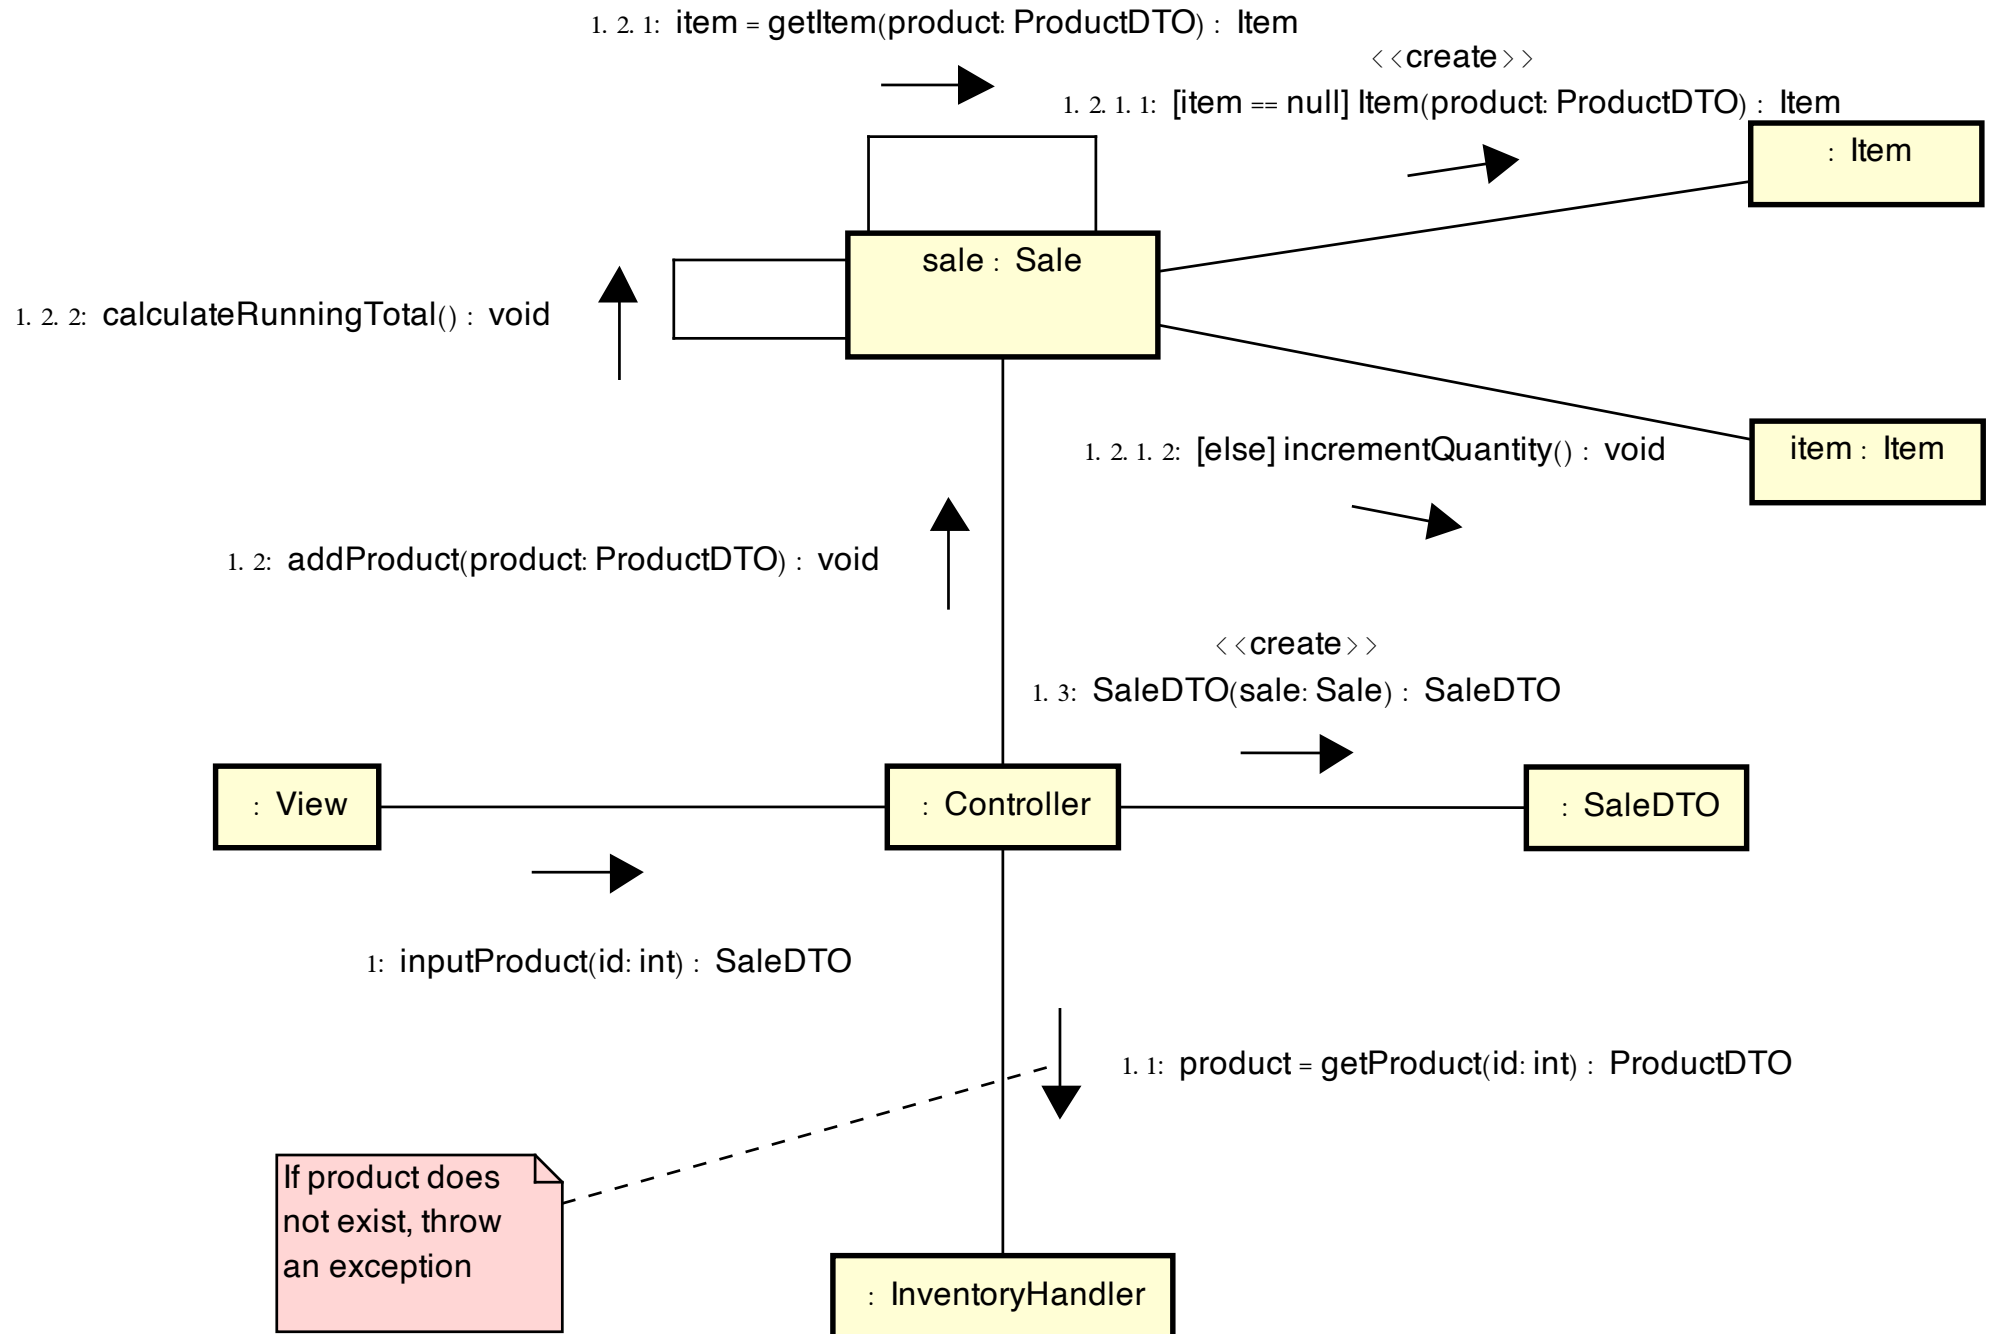 1. 2. 1: item = getItem(product: ProductDTO) : Item
<<create>>
1. 2. 1. 1: [item == null] Item(product: ProductDTO) : Item
: Item
sale : Sale
1. 2. 2: calculateRunningTotal() : void
1. 2. 1. 2: [else] incrementQuantity() : void
item : Item
1. 2: addProduct(product: ProductDTO) : void
<<create>>
1. 3: SaleDTO(sale: Sale) : SaleDTO
: View
: Controller
: SaleDTO
1: inputProduct(id: int) : SaleDTO
1. 1: product = getProduct(id: int) : ProductDTO
If product does
not exist, throw
an exception
: InventoryHandler